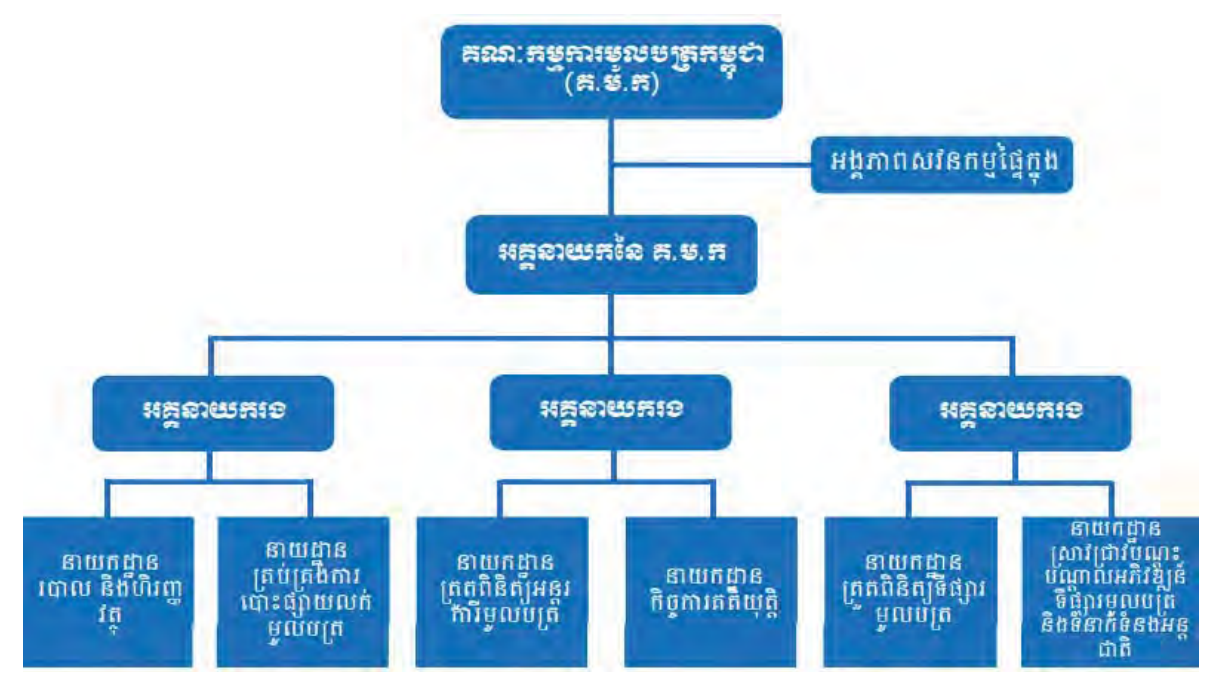 គណៈកម្មការមូលបត្រកម្ពុជា
(គ.ម.ក)
អង្គភាពសវនកម្មផ្ទៃក្នុង
អគ្គនាយកនៃ គ.ម.ក
អគ្គនាយករង
អគ្គនាយករង
អគ្គនាយករង
នាយកដ្ឋាន
របាល និងហិរញ្ញ
វត្ថុ
នាយដ្ឋាន
គ្រប់គ្រងការ
បោះផ្សាយលក់
មូលបត្រ
នាយកដ្ឋាន
ត្រួតពិនិត្យអន្តរ
ការីមូលបត្រ
នាយកដ្ឋាន
កិច្ចការគតិយុត្តិ
នាយកដ្ឋាន
ត្រួតពិនិត្យទីផ្សារ
មូលបត្រ
នាយកដ្ឋាន
ស្រាវជ្រាវបណ្តុះ
បណ្តាលអភិវឌ្ឍន៍
ទីផ្សារមូលបត្រ
និងទំនាក់ទំនងអន្ត
ជាតិ